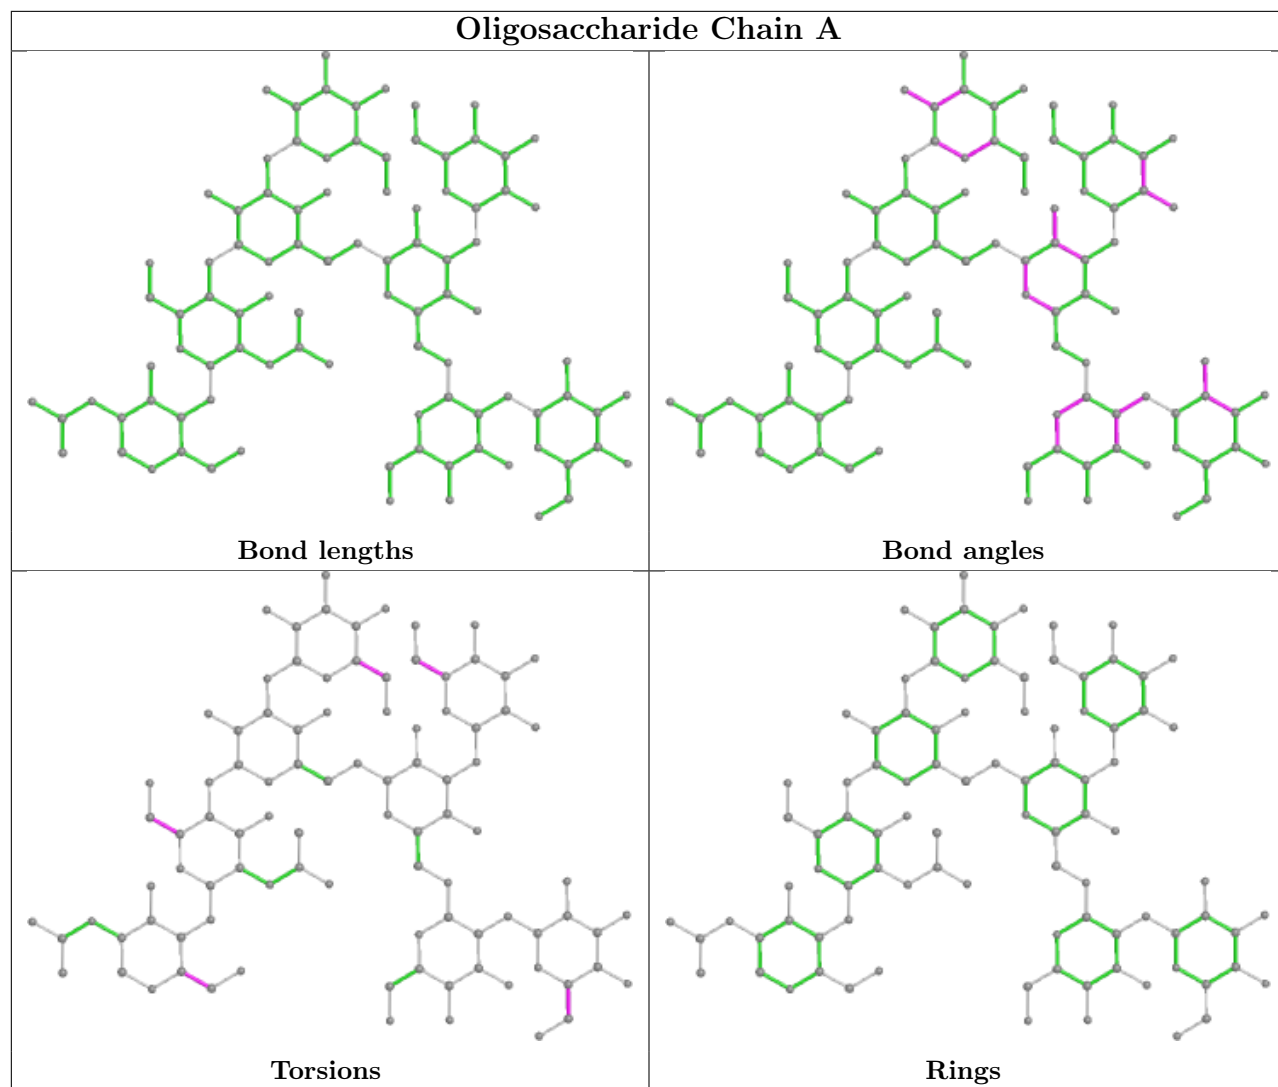 Oligosaccharide Chain A
Bond lengths
Bond angles
Torsions
Rings